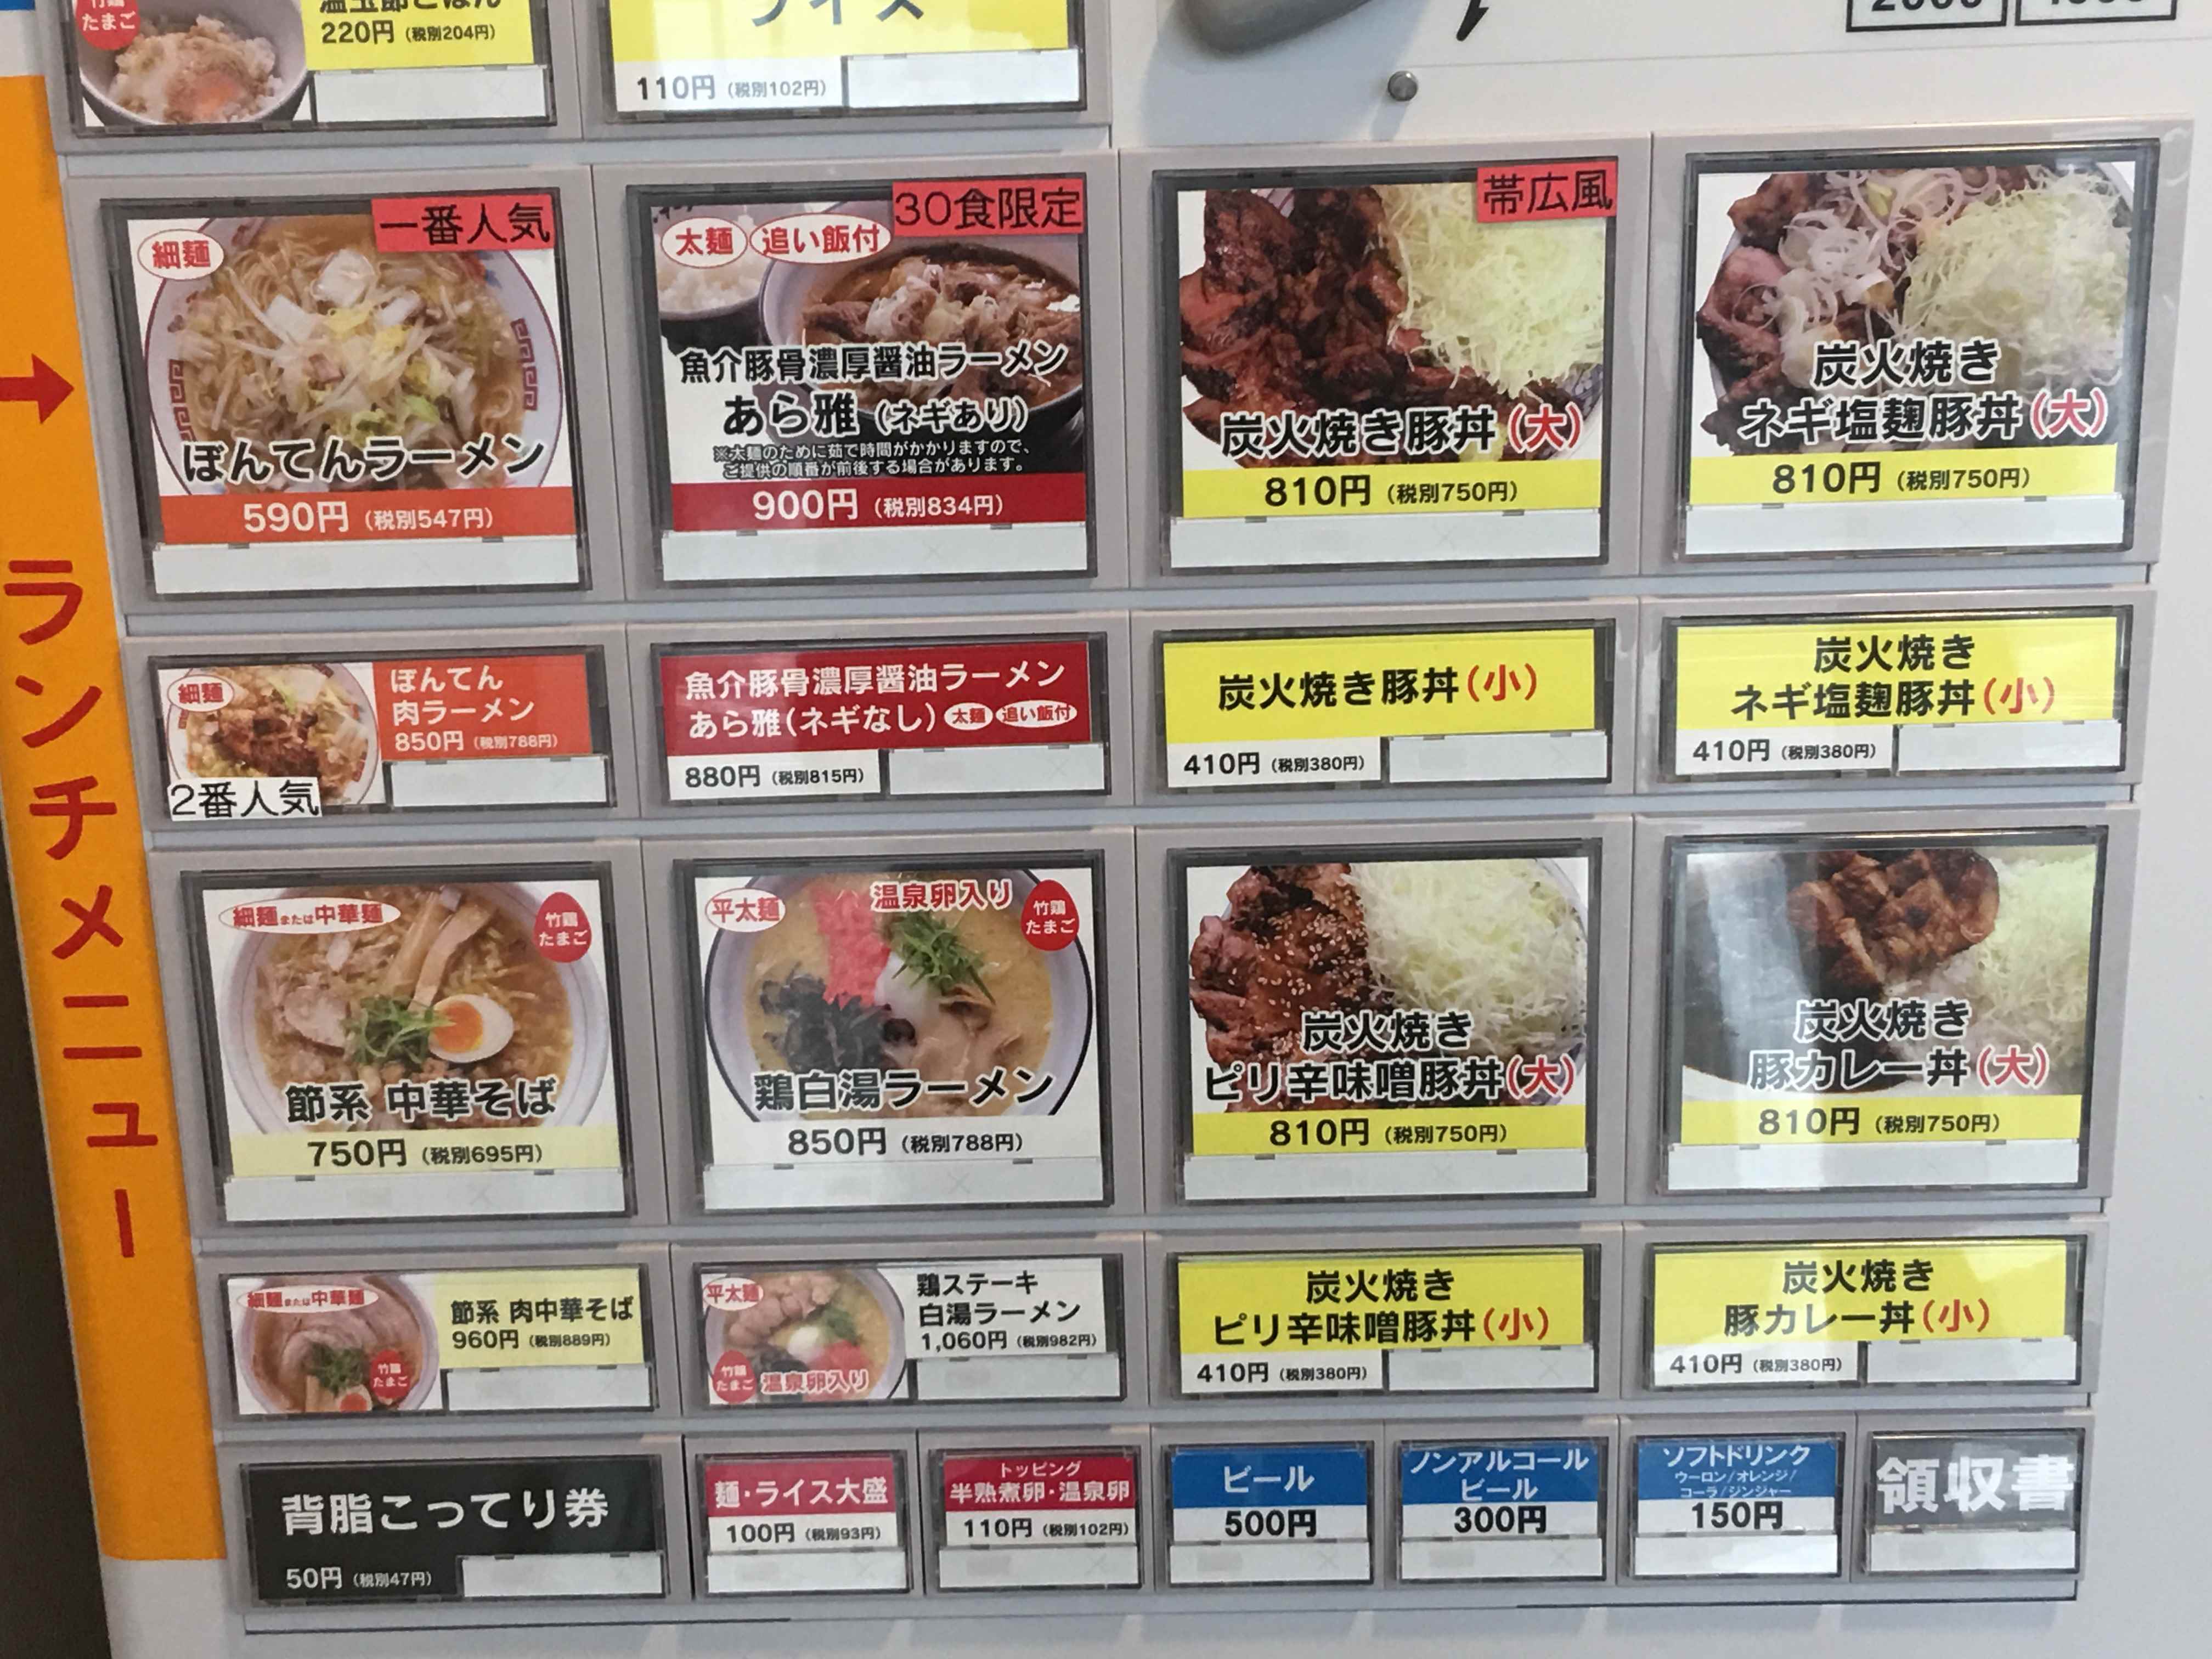 竹鶏
たまご
220円（税別204円）
ライス
110円（税別102円）
一番人気
細麺
ぼんてんラーメン
590円（税別547円）
30食限定
太麺 追い飯付
魚介豚骨濃厚醤油ラーメン
あら雅（ネギあり）
※太麺のために茹で時間がかかりますので、
ご提供の順番が前後する場合があります。
900円（税別834円）
帯広風
炭火焼き豚丼（大）
810円（税別750円）
炭火焼き
ネギ塩麹豚丼（大）
810円（税別750円）
細麺
ぼんてん
肉ラーメン
850円（税別788円）
2番人気
魚介豚骨濃厚醤油ラーメン
あら雅（ネギなし）太麺 追い飯付
880円（税別815円）
炭火焼き豚丼（小）
410円（税別380円）
炭火焼き
ネギ塩麹豚丼（小）
410円（税別380円）
細麺または中華麺
竹鶏
たまご
節系 中華そば
750円（税別695円）
平太麺
温泉卵入り
竹鶏
たまご
鶏白湯ラーメン
850円（税別788円）
炭火焼き
ピリ辛味噌豚丼（大）
810円（税別750円）
炭火焼き
豚カレー丼（大）
810円（税別750円）
細麺または中華麺
竹鶏
たまご
節系 肉中華そば
960円（税別889円）
平太麺
竹鶏
たまご
温泉卵入り
鶏ステーキ
白湯ラーメン
1,060円（税別982円）
炭火焼き
ピリ辛味噌豚丼（小）
410円（税別380円）
炭火焼き
豚カレー丼（小）
410円（税別380円）
背脂こってり券
50円（税別47円）
麺・ライス大盛
100円（税別93円）
トッピング
半熟煮卵・温泉卵
110円（税別102円）
ビール
500円
ノンアルコール
ビール
300円
ソフトドリンク
ウーロン/オレンジ/
コーラ/ジンジャー
150円
領収書
→ランチメニュー